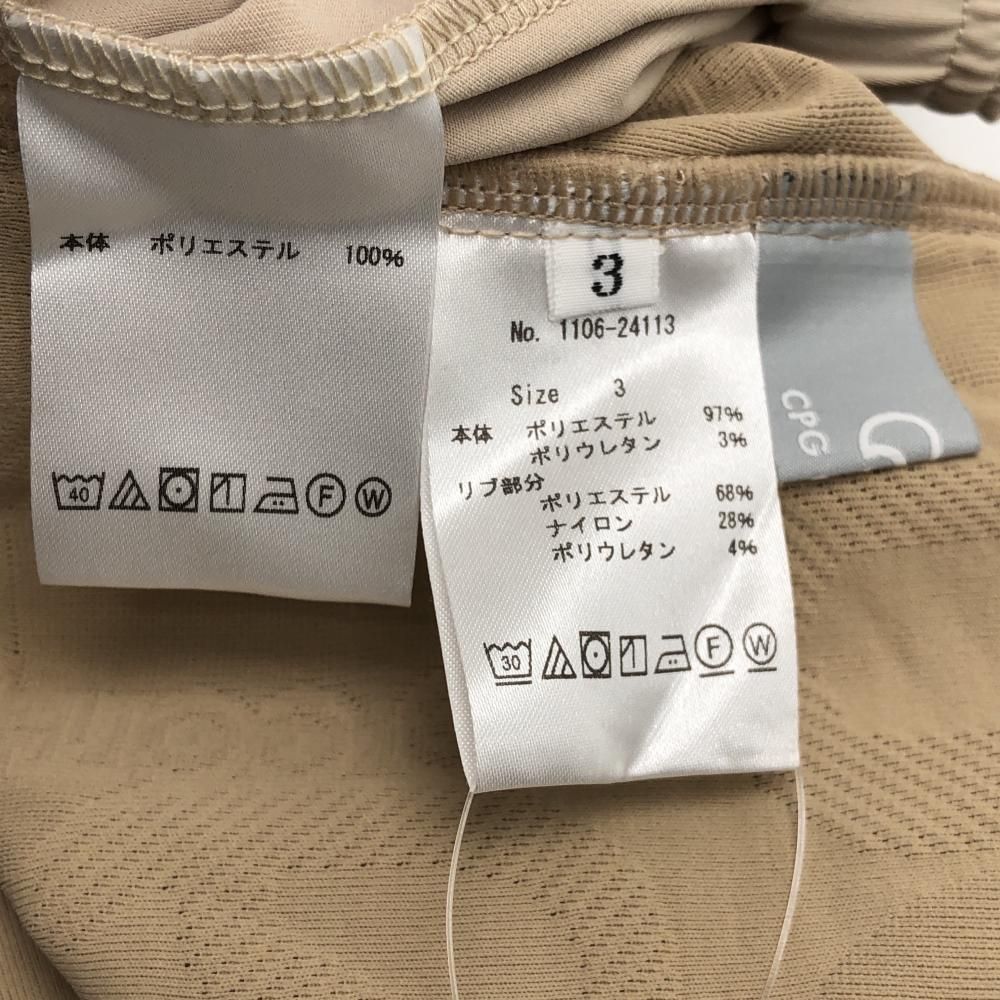 本体 ポリエステル 100%
40
F
W
3
No. 1106-24113
Size 3
本体 ポリエステル 97%
ポリウレタン 3%
リブ部分
ポリエステル 68%
ナイロン 28%
ポリウレタン 4%
30
F
W
CPG
G